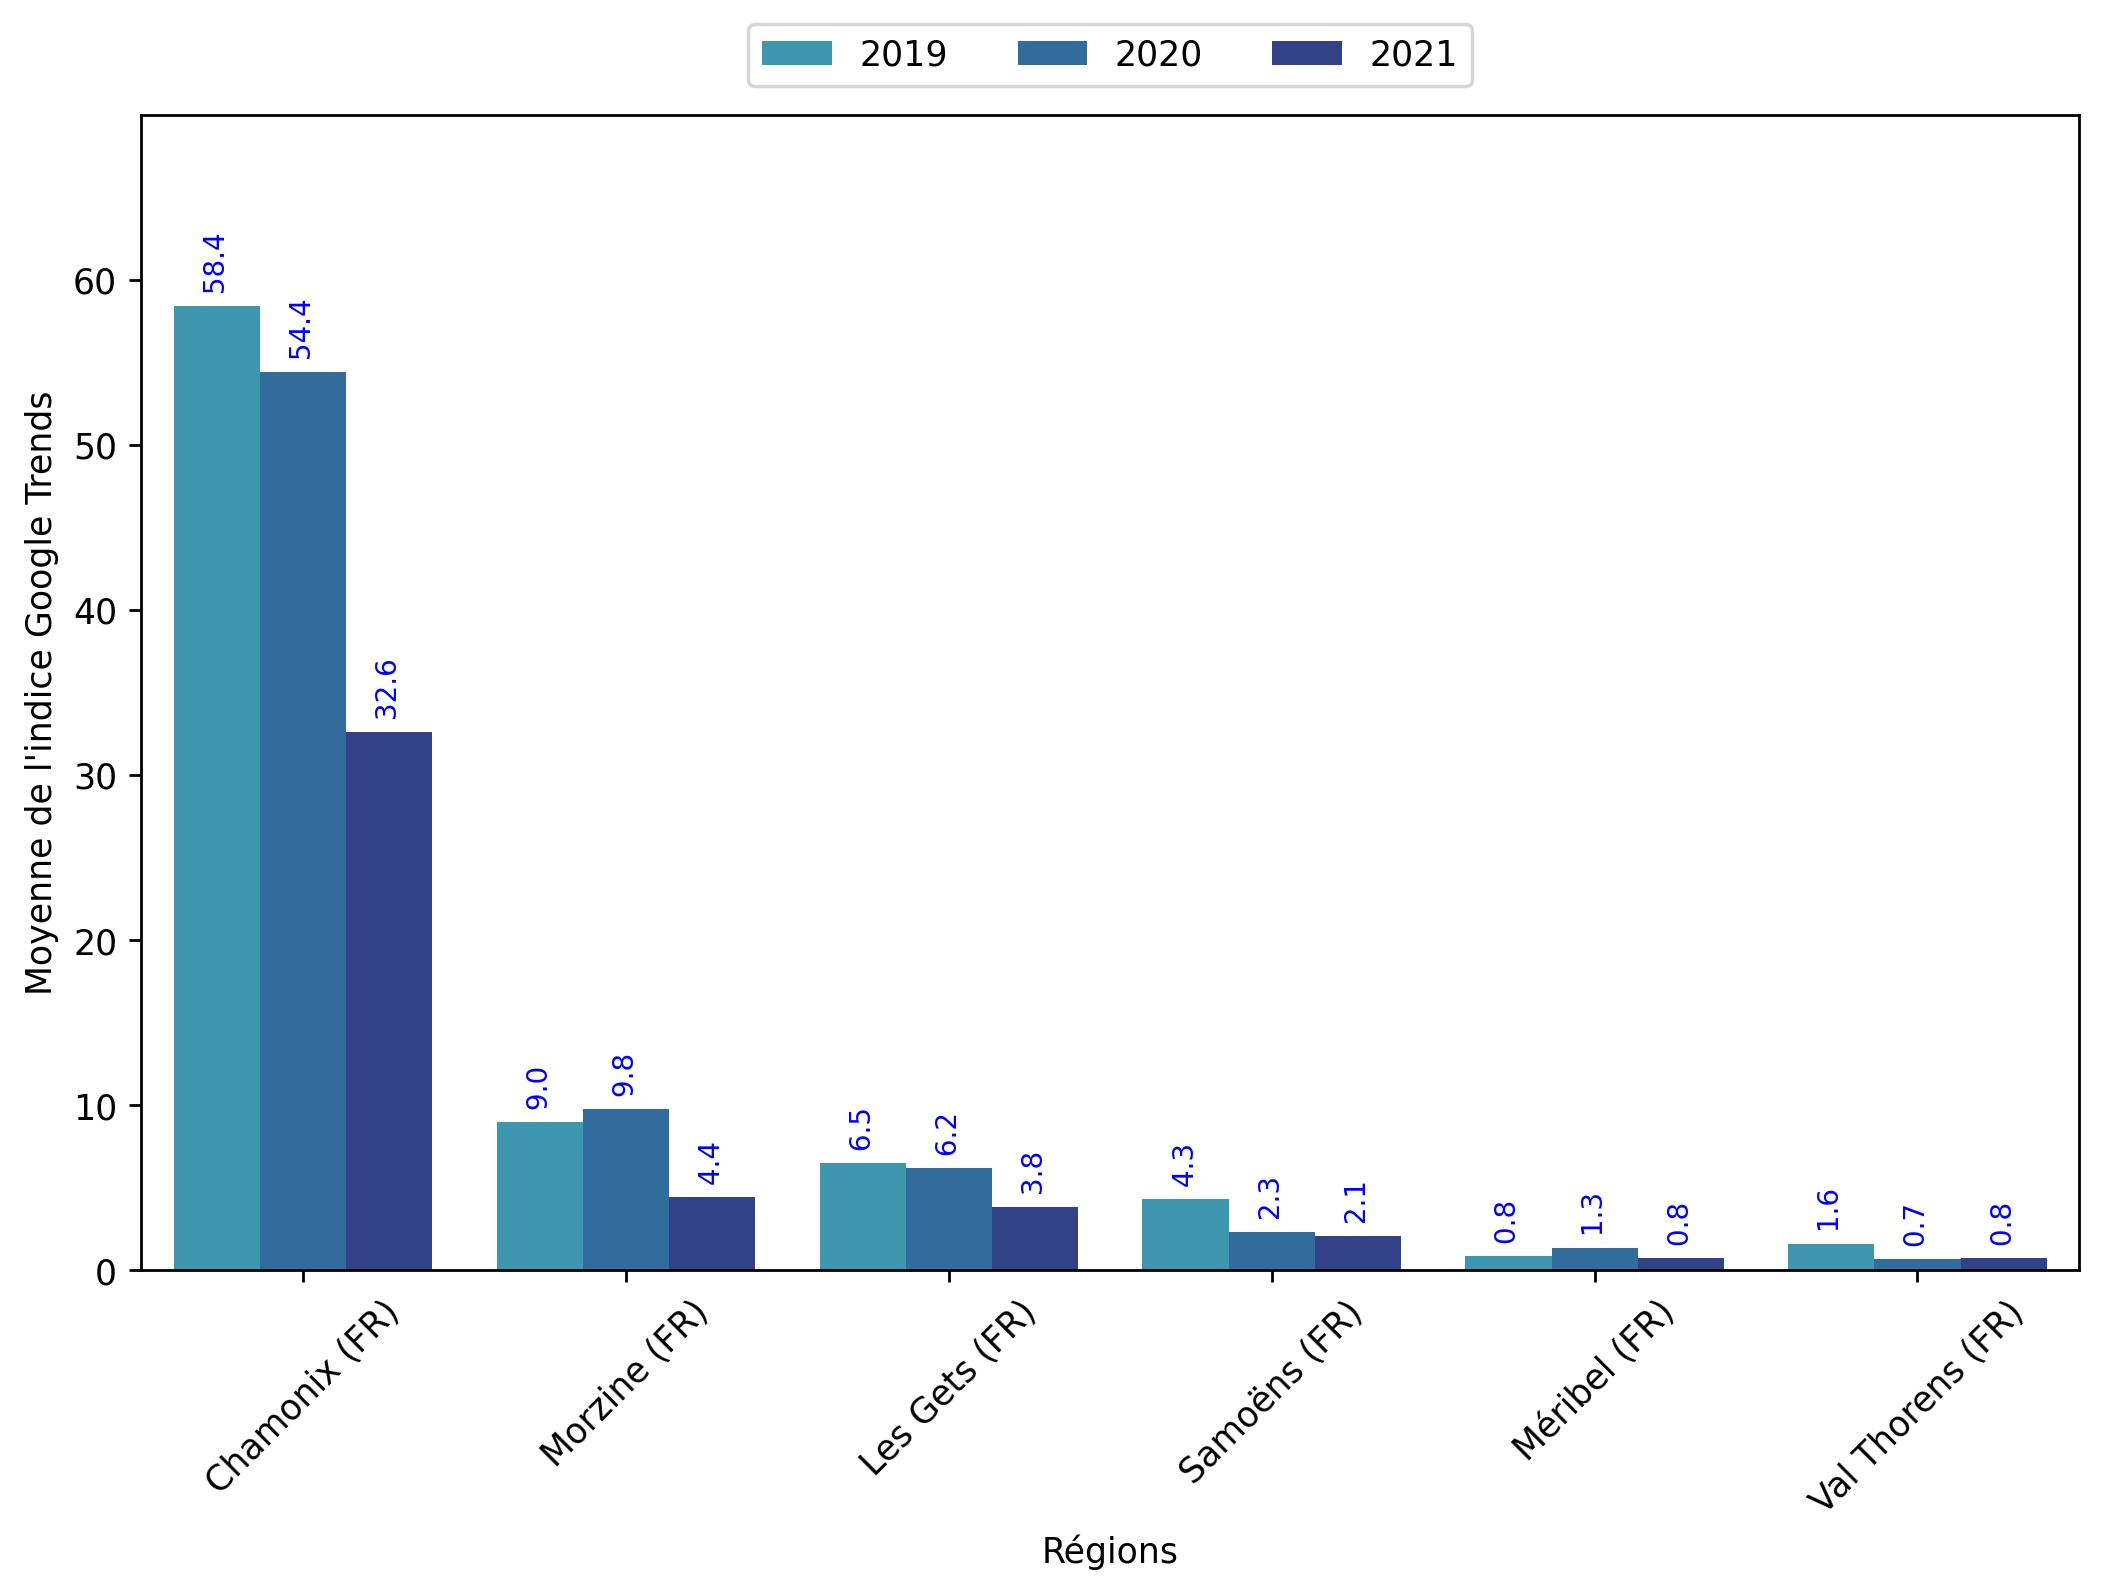 2019 2020 2021
Moyenne de l'indice Google Trends
60
50
40
30
20
10
0
58.4
54.4
32.6
9.0
9.8
4.4
6.5
6.2
3.8
4.3
2.3
2.1
0.8
1.3
0.8
1.6
0.7
0.8
Chamonix (FR)
Morzine (FR)
Les Gets (FR)
Samoëns (FR)
Méribel (FR)
Val Thorens (FR)
Régions